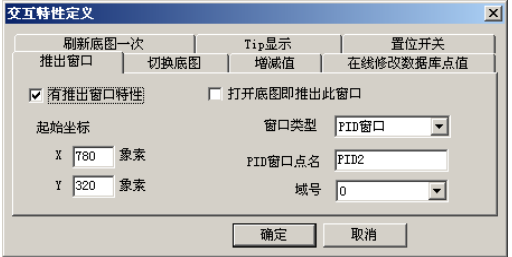 交互特性定义
刷新底图一次 Tip显示 置位开关
推出窗口 切换底图 增减值 在线修改数据库点值
有推出窗口特性 打开底图即推出此窗口
起始坐标 窗口类型 PID窗口
X 780 象素 PID窗口点名 PID2
Y 320 象素 域号 0
确定 取消